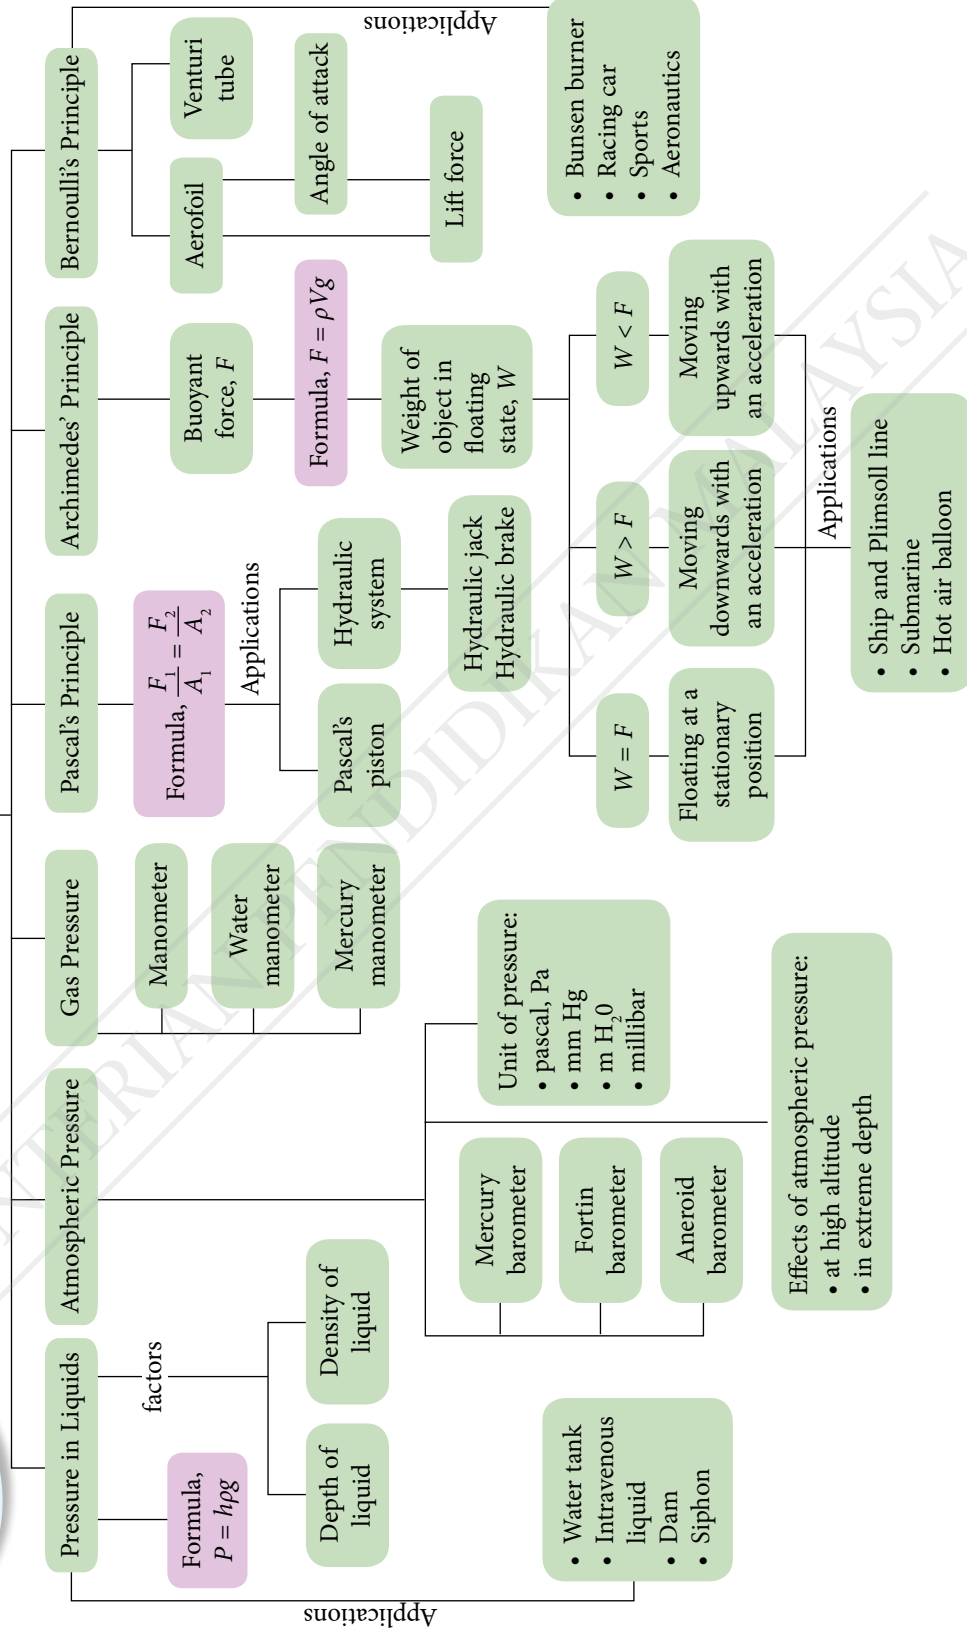 Pressure in Liquids
Formula,
P = hρg
factors
Depth of
liquid
Density of
liquid
Applications
• Water tank
• Intravenous
liquid
• Dam
• Siphon
Atmospheric Pressure
Mercury
barometer
Fortin
barometer
Aneroid
barometer
Unit of pressure:
• pascal, Pa
• mm Hg
• m H₂0
• millibar
Effects of atmospheric pressure:
• at high altitude
• in extreme depth
Gas Pressure
Manometer
Water
manometer
Mercury
manometer
Pascal's Principle
Formula, F₁/A₁ = F₂/A₂
Applications
Pascal's
piston
Hydraulic
system
Hydraulic jack
Hydraulic brake
Archimedes' Principle
Buoyant
force, F
Formula, F = ρVg
Weight of
object in
floating
state, W
W = F
Floating at a
stationary
position
W > F
Moving
downwards with
an acceleration
W < F
Moving
upwards with
an acceleration
Applications
• Ship and Plimsoll line
• Submarine
• Hot air balloon
Bernoulli's Principle
Aerofoil
Venturi
tube
Angle of attack
Lift force
Applications
• Bunsen burner
• Racing car
• Sports
• Aeronautics
PENDIDIKAN MALAYSIA